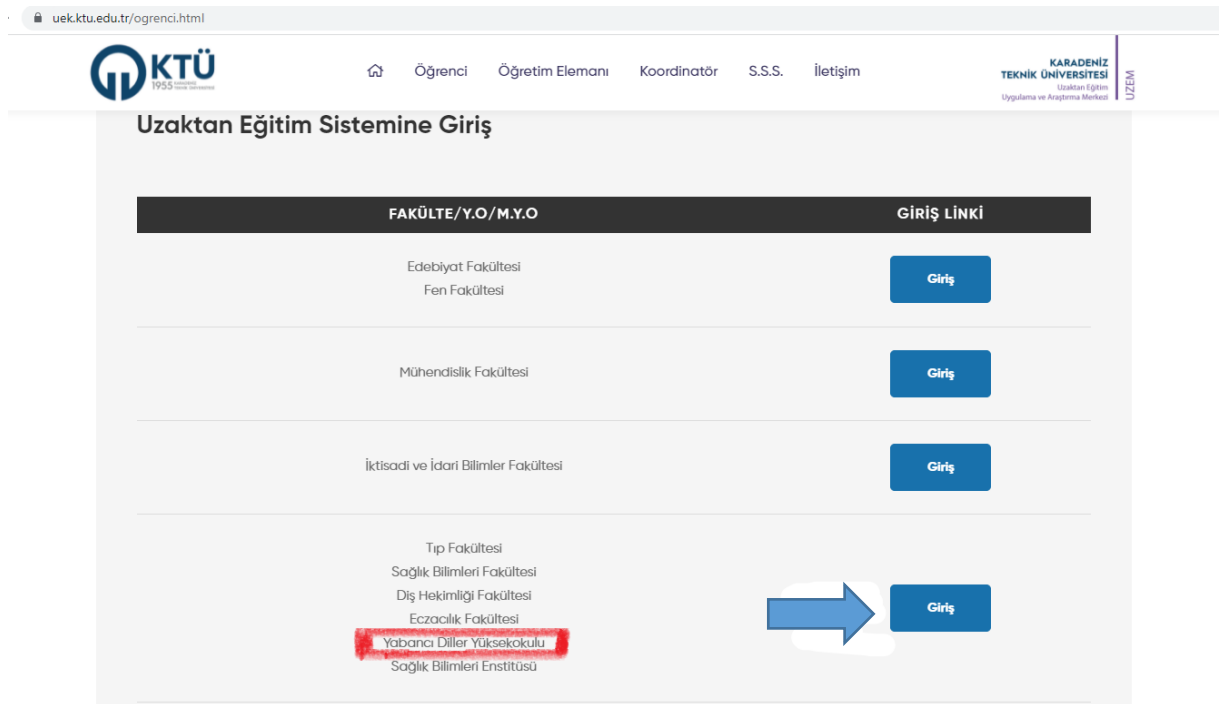 uek.ktu.edu.tr/ogrenci.html
KTÜ
1955
Öğrenci Öğretim Elemanı Koordinatör S.S.S. İletişim
KARADENİZ
TEKNİK ÜNİVERSİTESİ
Uzaktan Eğitim
Uygulama ve Araştırma Merkezi
UZEM
Uzaktan Eğitim Sistemine Giriş
FAKÜLTE/Y.O/M.Y.O GİRİŞ LİNKİ
Edebiyat Fakültesi
Fen Fakültesi
Giriş
Mühendislik Fakültesi
Giriş
İktisadi ve İdari Bilimler Fakültesi
Giriş
Tıp Fakültesi
Sağlık Bilimleri Fakültesi
Diş Hekimliği Fakültesi
Eczacılık Fakültesi
Yabancı Diller Yüksekokulu
Sağlık Bilimleri Enstitüsü
Giriş